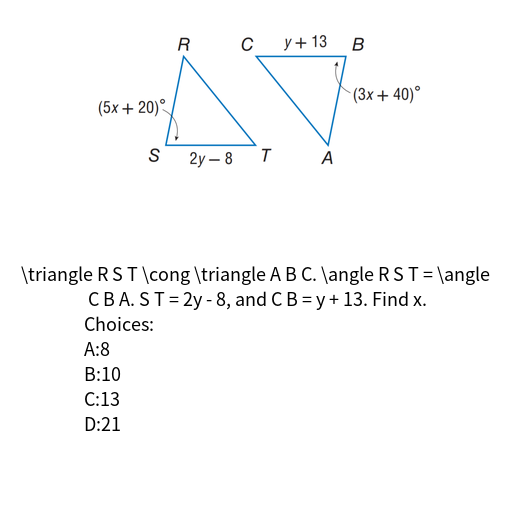 R C y + 13 B
(5x + 20)° (3x + 40)°
S 2y – 8 T A
\triangle R S T \cong \triangle A B C. \angle R S T = \angle
C B A. S T = 2y - 8, and C B = y + 13. Find x.
Choices:
A:8
B:10
C:13
D:21